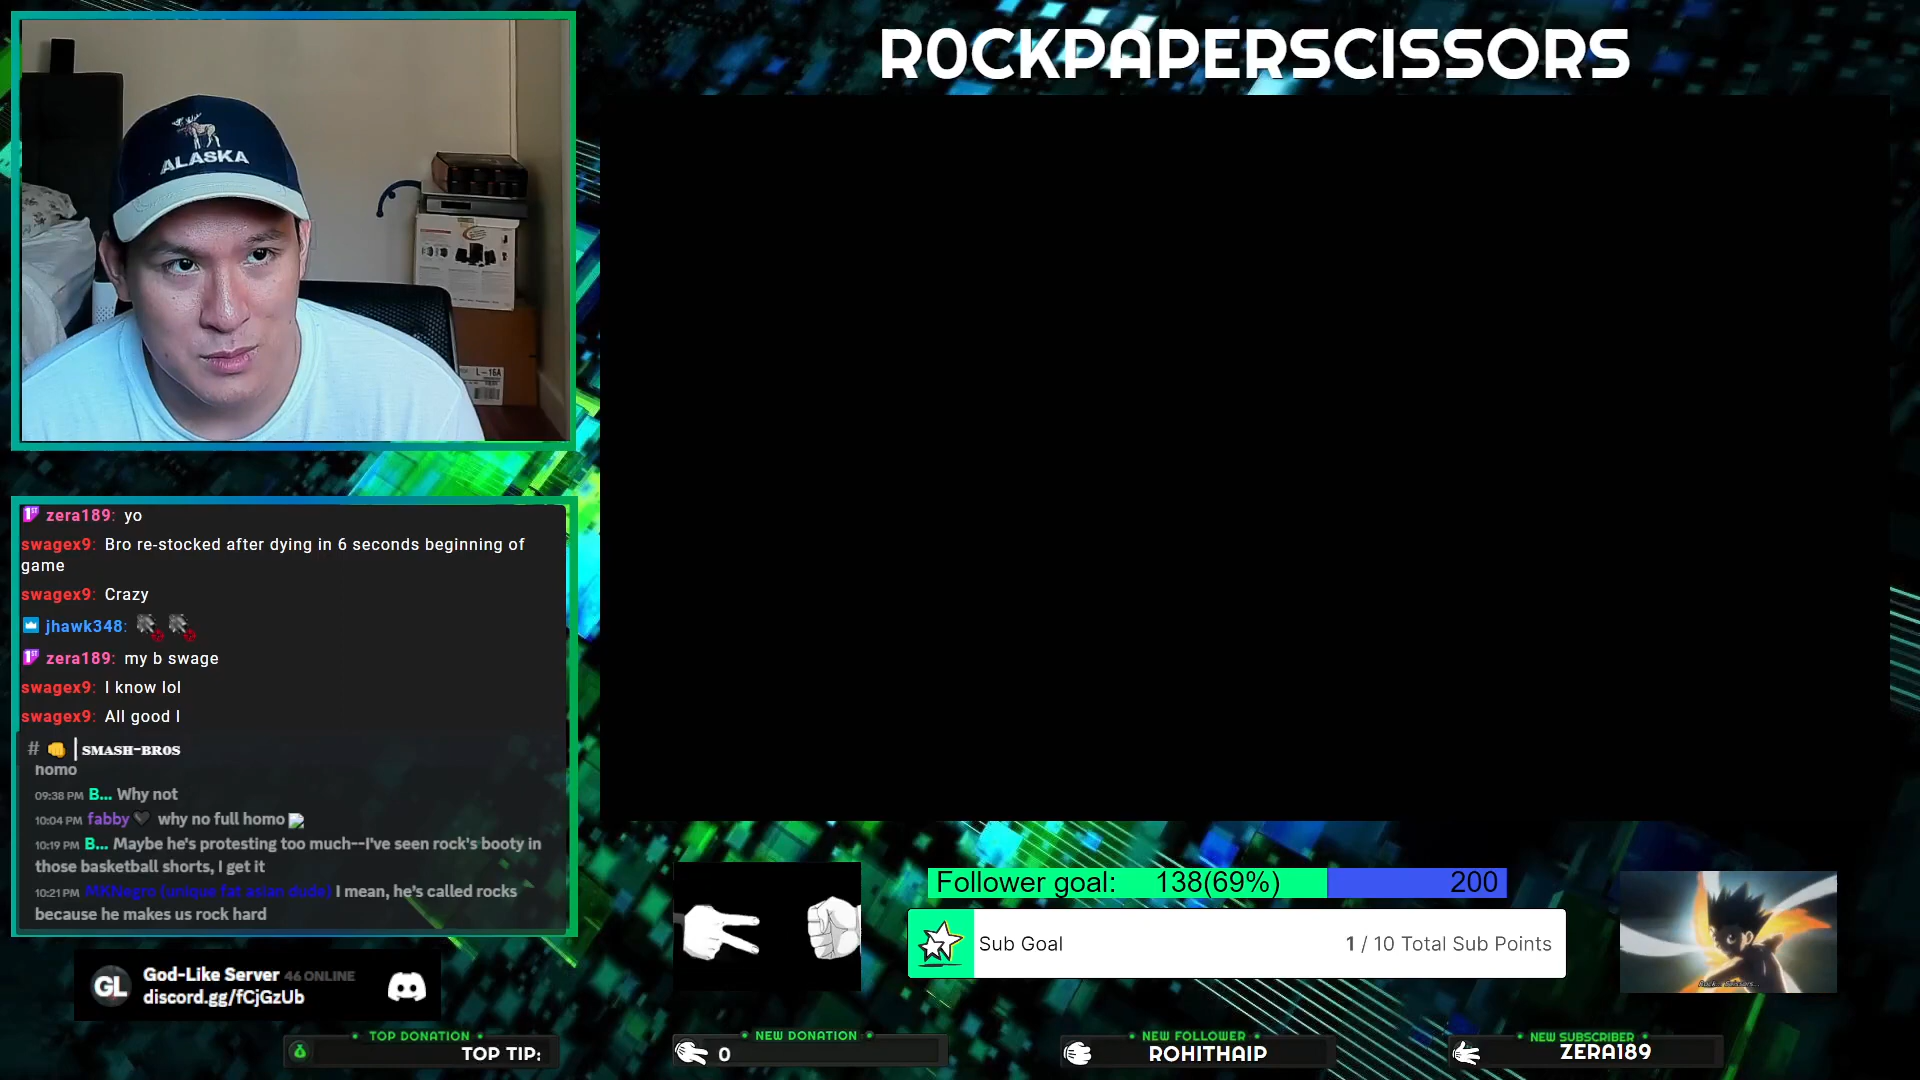 R0CKPAPERSCISSORS
ALASKA
L-16A
zera189: yo
swagex9: Bro re-stocked after dying in 6 seconds beginning of
game
swagex9: Crazy
jhawk348:
zera189: my b swage
swagex9: I know lol
swagex9: All good I
# 👊 | SMASH-BROS
homo
09:38 PM B... Why not
10:04 PM fabby🖤 why no full homo
10:19 PM B... Maybe he's protesting too much--I've seen rock's booty in
those basketball shorts, I get it
10:21 PM MKNegro (unique fat asian dude) I mean, he's called rocks
because he makes us rock hard
Follower goal: 138(69%) 200
Sub Goal 1 / 10 Total Sub Points
GL God-Like Server 46 ONLINE
discord.gg/fCjGzUb
TOP DONATION
TOP TIP:
NEW DONATION
0
NEW FOLLOWER
ROHITHAIP
NEW SUBSCRIBER
ZERA189